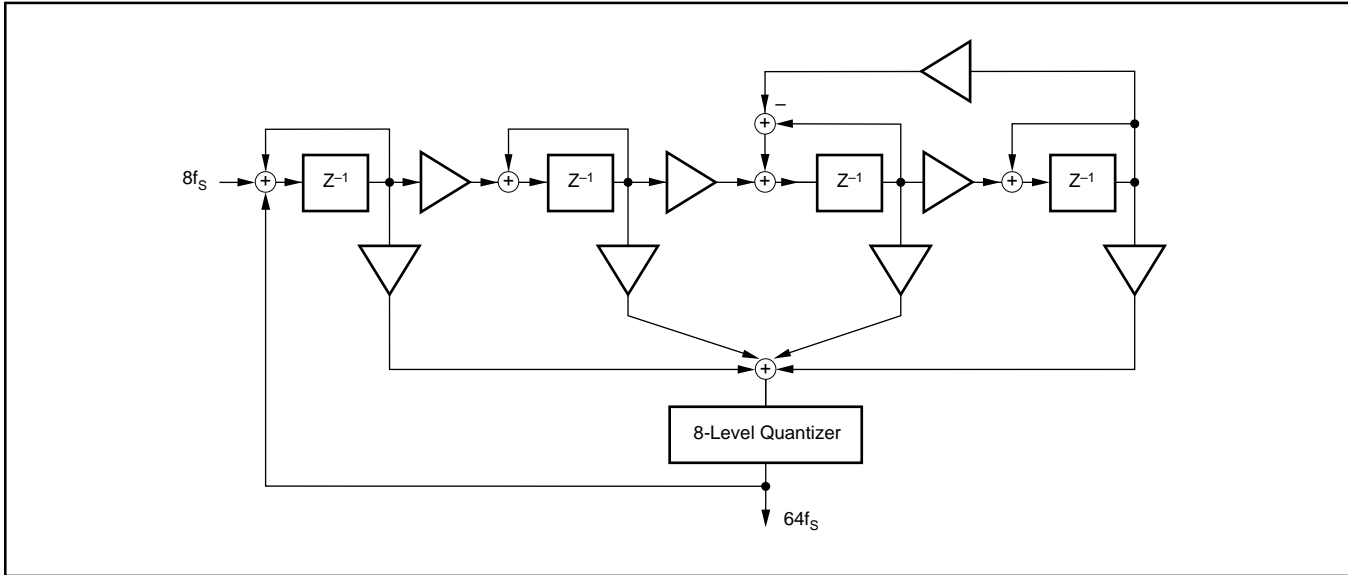 –
+
+
8f_S
+
Z⁻¹
+
Z⁻¹
+
Z⁻¹
+
Z⁻¹
+
8-Level Quantizer
64f_S